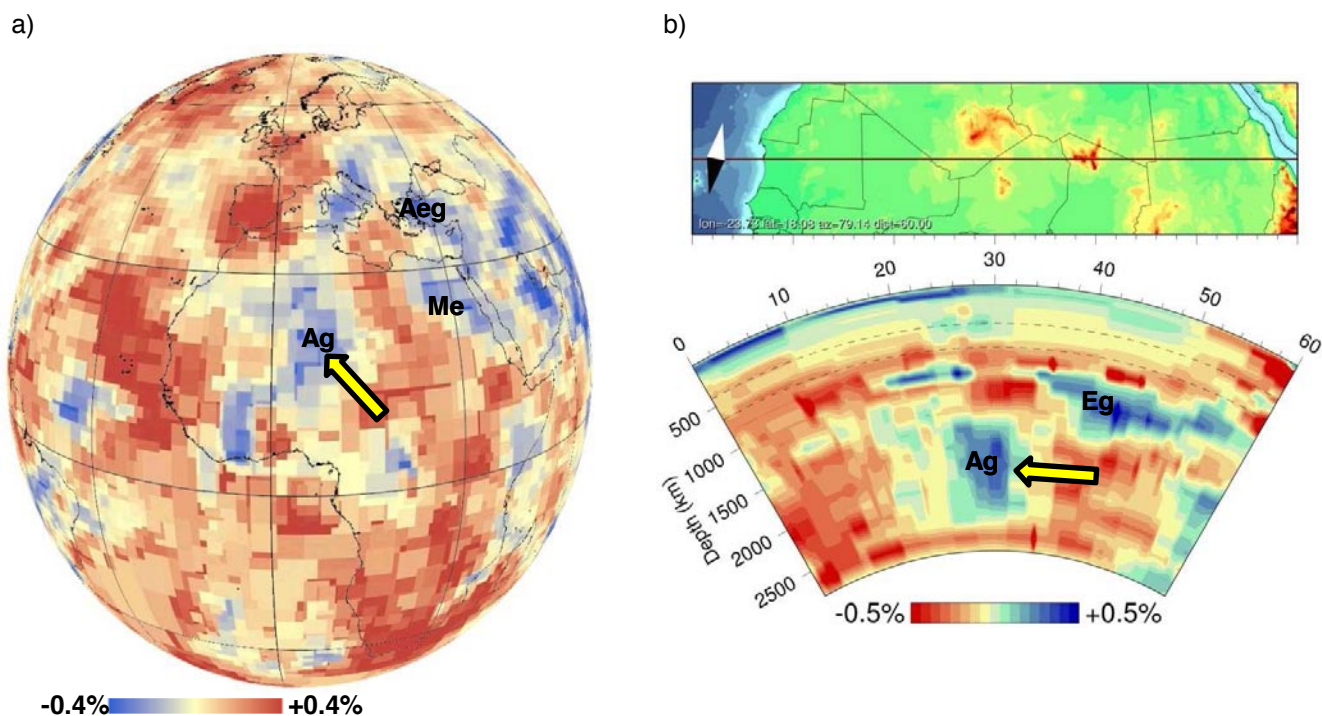 a)
Aeg
Me
Ag
-0.4% +0.4%
b)
lon=-23.73 lat=18.08 az=79.14 dist=60.00
0 10 20 30 40 50 60
500
1000
1500
2000
2500
Depth (km)
Eg
Ag
-0.5% +0.5%